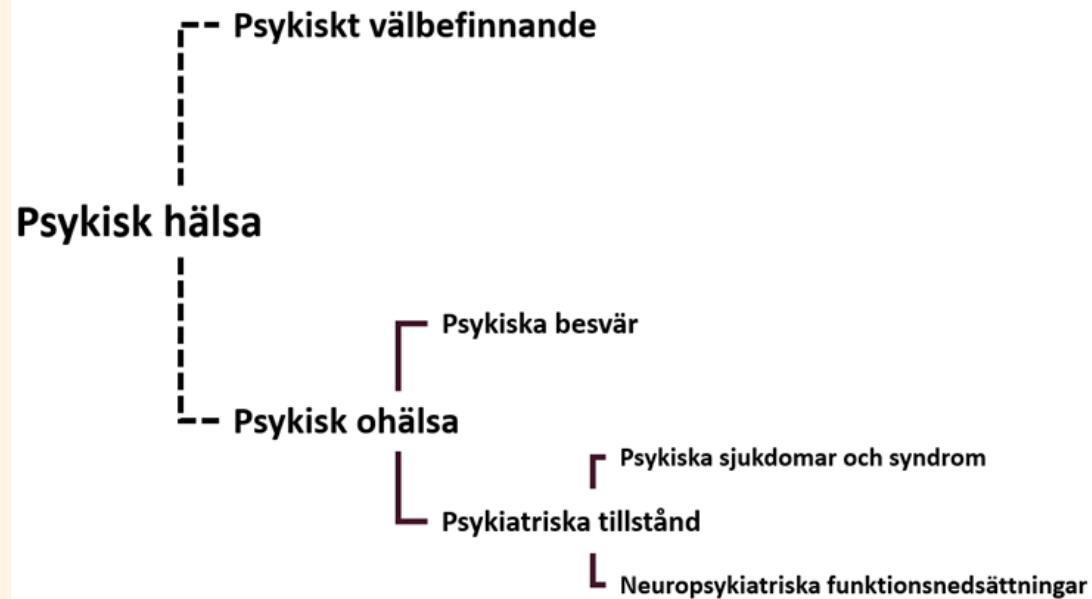 Psykiskt välbefinnande
Psykisk hälsa
Psykiska besvär
Psykisk ohälsa
Psykiska sjukdomar och syndrom
Psykiatriska tillstånd
Neuropsykiatriska funktionsnedsättningar